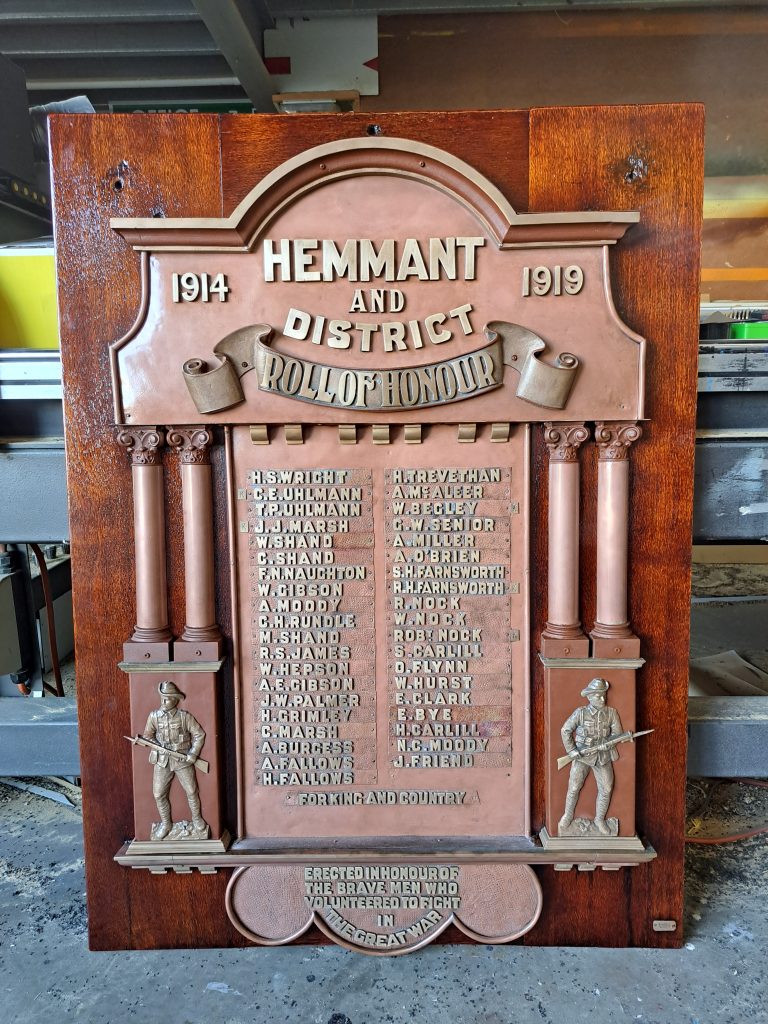 HEMMANT
1914 AND 1919
DISTRICT
ROLL OF HONOUR
H.S.WRIGHT
C.E.UHLMANN
T.P.UHLMANN
J.J.MARSH
W.SHAND
C.SHAND
F.N.NAUGHTON
W.GIBSON
A.MOODY
C.H.RUNDLE
M.SHAND
R.S.JAMES
W.HEPSON
A.E.GIBSON
J.W.PALMER
H.GRIMLEY
C.MARSH
A.BURGESS
A.FALLOWS
H.FALLOWS
H.TREVETHAN
A.McALEER
W.BEGLEY
G.W.SENIOR
A.MILLER
A.O'BRIEN
S.H.FARNSWORTH
R.H.FARNSWORTH
R.NOCK
W.NOCK
ROBT NOCK
S.CARLILL
O.FLYNN
W.HURST
E.CLARK
E.BYE
H.CARLILL
N.C.MOODY
J.FRIEND
FOR KING AND COUNTRY
ERECTED IN HONOUR OF
THE BRAVE MEN WHO
VOLUNTEERED TO FIGHT
IN
THE GREAT WAR